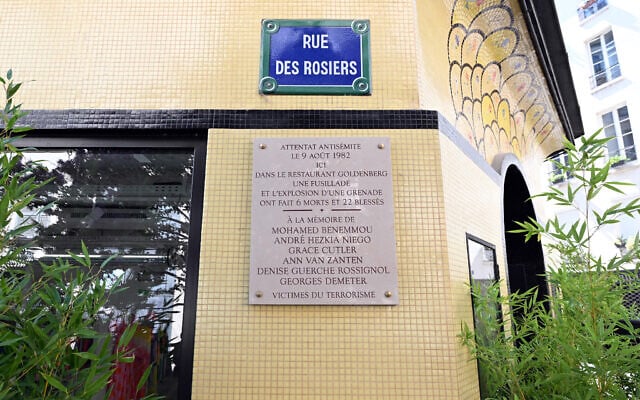 RUE
DES ROSIERS
ATTENTAT ANTISÉMITE
LE 9 AOÛT 1982
ICI
DANS LE RESTAURANT GOLDENBERG
UNE FUSILLADE
ET L'EXPLOSION D'UNE GRENADE
ONT FAIT 6 MORTS ET 22 BLESSÉS
À LA MÉMOIRE DE
MOHAMED BENEMMOU
ANDRÉ HEZKIA NIEGO
GRACE CUTLER
ANN VAN ZANTEN
DENISE GUERCHE ROSSIGNOL
GEORGES DEMETER
VICTIMES DU TERRORISME